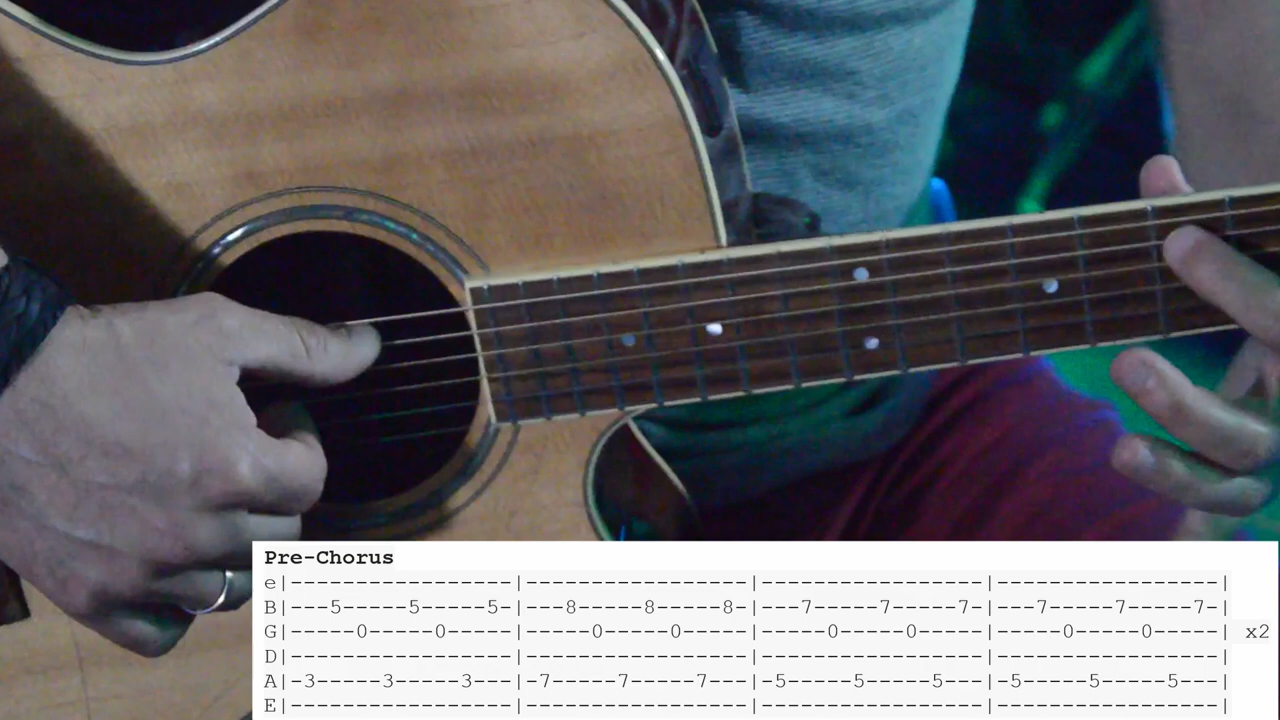 Pre-Chorus
e|-----------------|-----------------|-----------------|-----------------|
B|---5-----5-----5-|---8-----8-----8-|---7-----7-----7-|---7-----7-----7-|
G|-----0-----0-----|-----0-----0-----|-----0-----0-----|-----0-----0-----| x2
D|-----------------|-----------------|-----------------|-----------------|
A|-3-----3-----3---|-7-----7-----7---|-5-----5-----5---|-5-----5-----5---|
E|-----------------|-----------------|-----------------|-----------------|